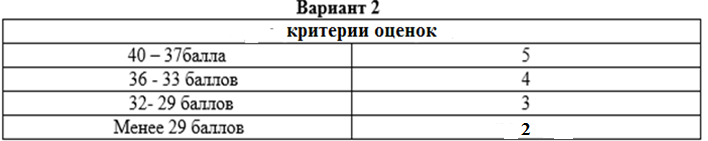 Вариант 2
критерии оценок
40 – 37балла 5
36 - 33 баллов 4
32- 29 баллов 3
Менее 29 баллов 2